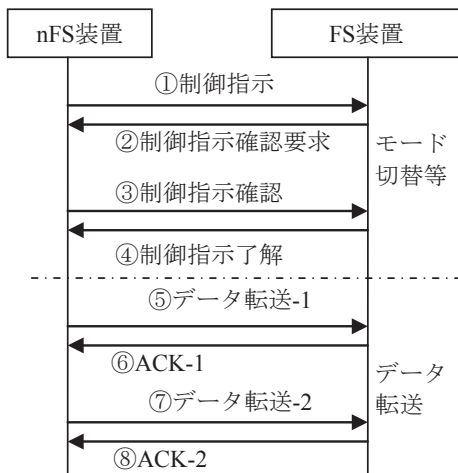 nFS装置
FS装置
①制御指示
②制御指示確認要求
モード
切替等
③制御指示確認
④制御指示了解
⑤データ転送-1
⑥ACK-1
データ
転送
⑦データ転送-2
⑧ACK-2